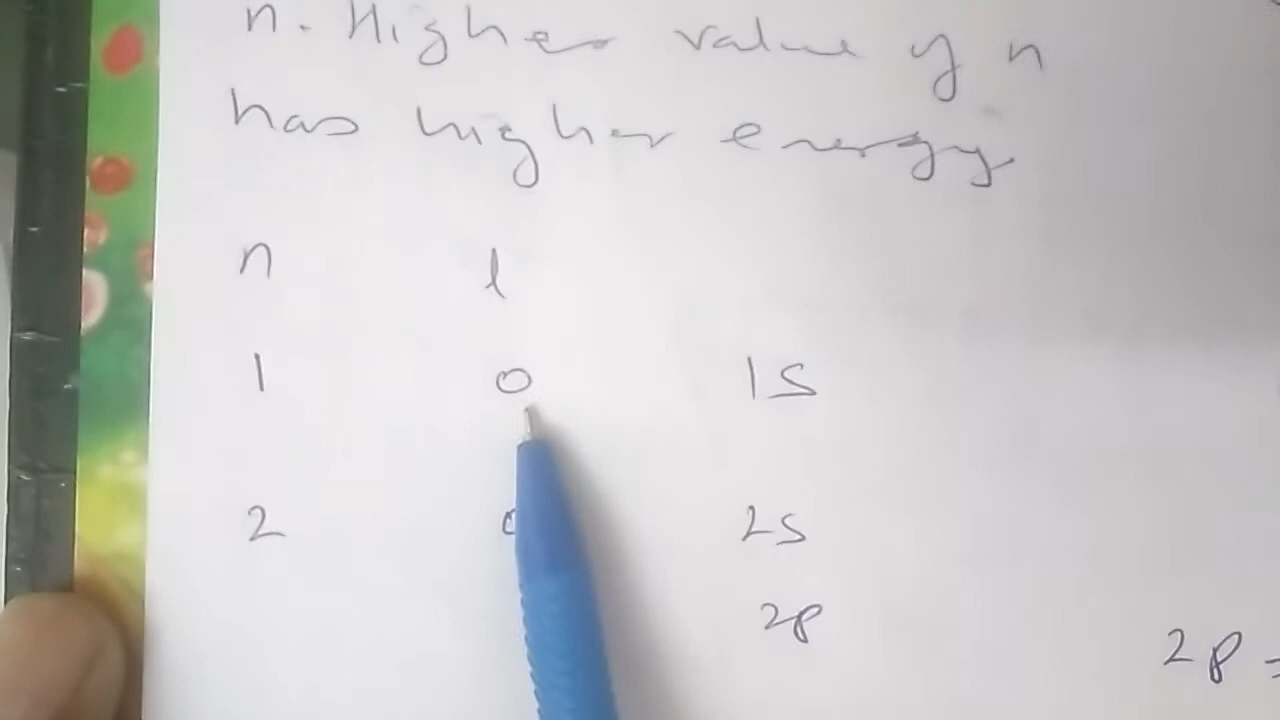 n. Higher value of n
has higher energy
n l
1 0 1s
2 2s
2p 2p